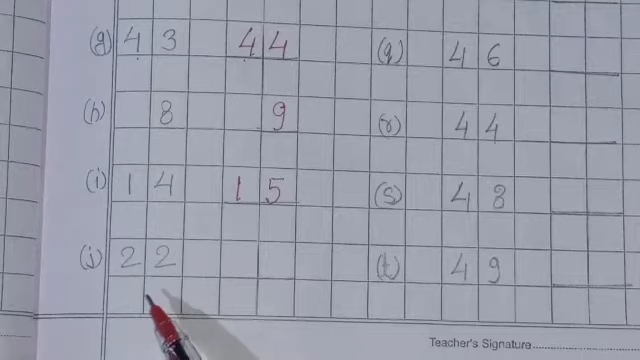 (g) 43 44 (q) 46
(h) 8 9 (r) 44
(i) 14 15 (s) 48
(j) 22 (t) 49
Teacher's Signature